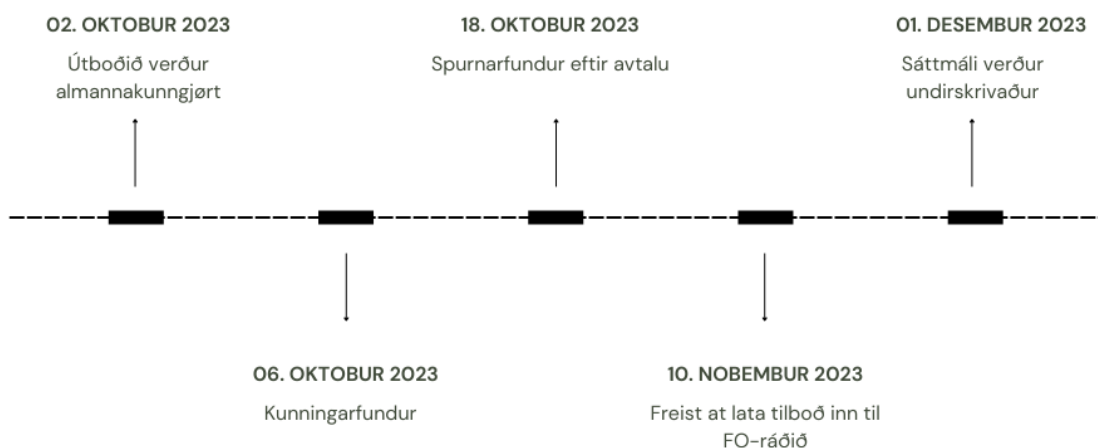 02. OKTOBUR 2023
Útboðið verður
almannakunngjørt
06. OKTOBUR 2023
Kunningarfundur
18. OKTOBUR 2023
Spurnarfundur eftir avtalu
10. NOBEMBUR 2023
Freist at lata tilboð inn til
FO-ráðið
01. DESEMBUR 2023
Sáttmáli verður
undirskrivaður